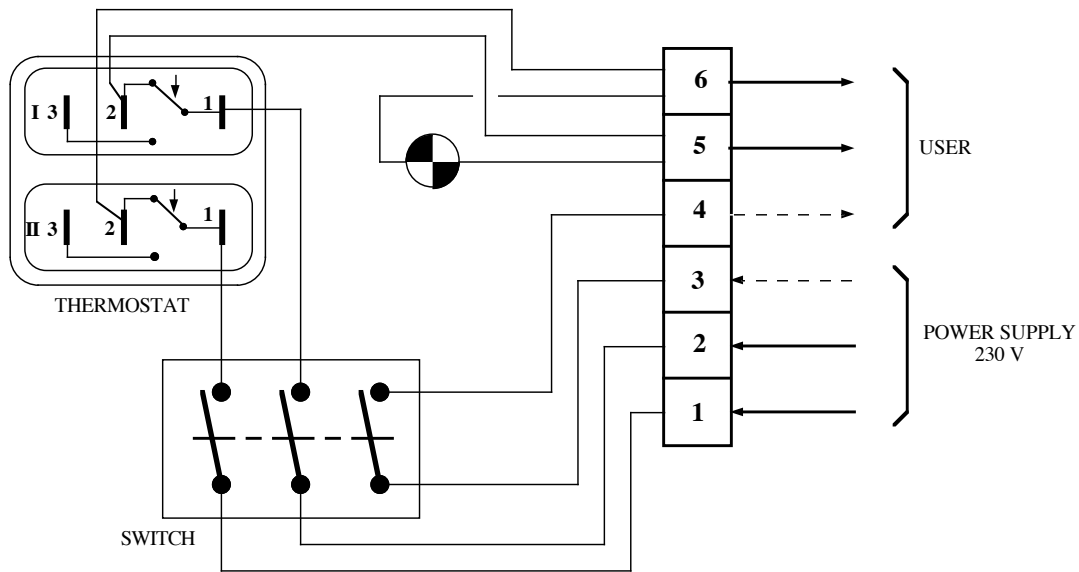 I 3 2 1
II 3 2 1
THERMOSTAT
SWITCH
6
5
4
3
2
1
USER
POWER SUPPLY
230 V